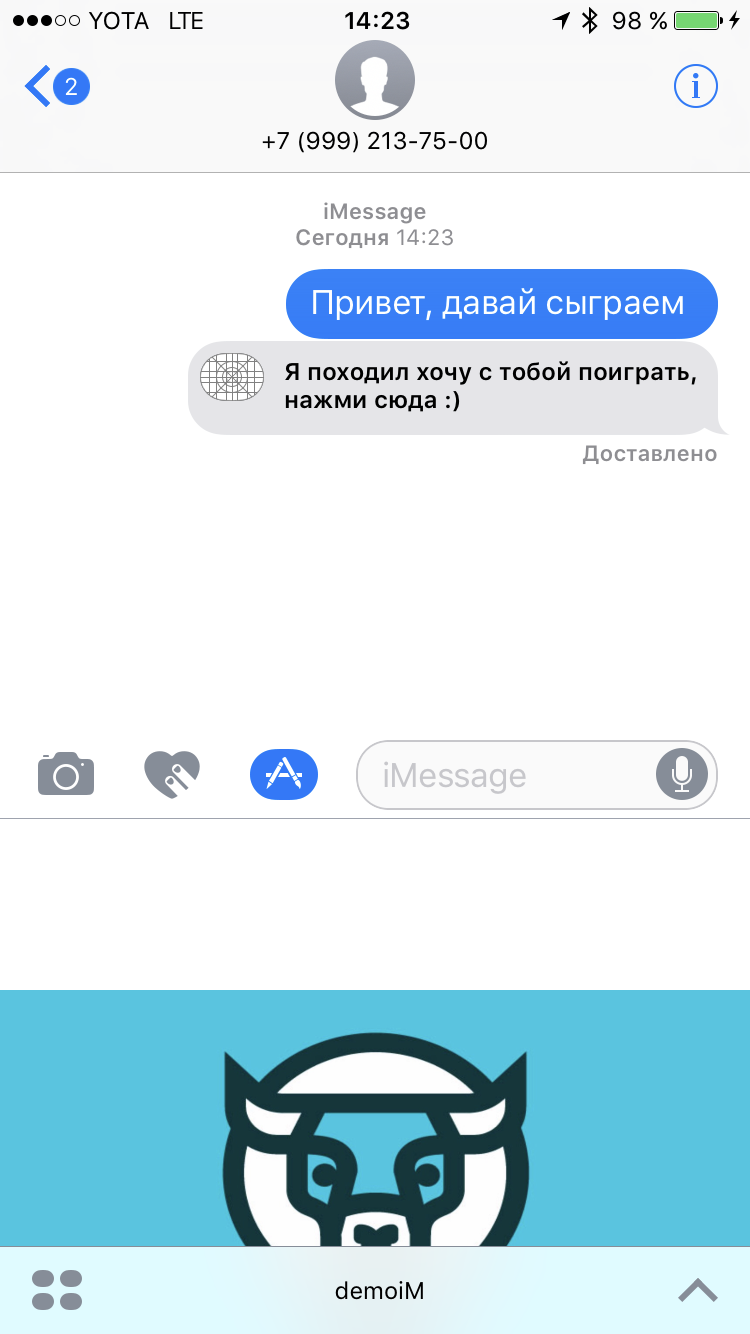 YOTA LTE 14:23 98 %
2
+7 (999) 213-75-00
iMessage
Сегодня 14:23
Привет, давай сыграем
Я походил хочу с тобой поиграть,
нажми сюда :)
Доставлено
iMessage
demoiM